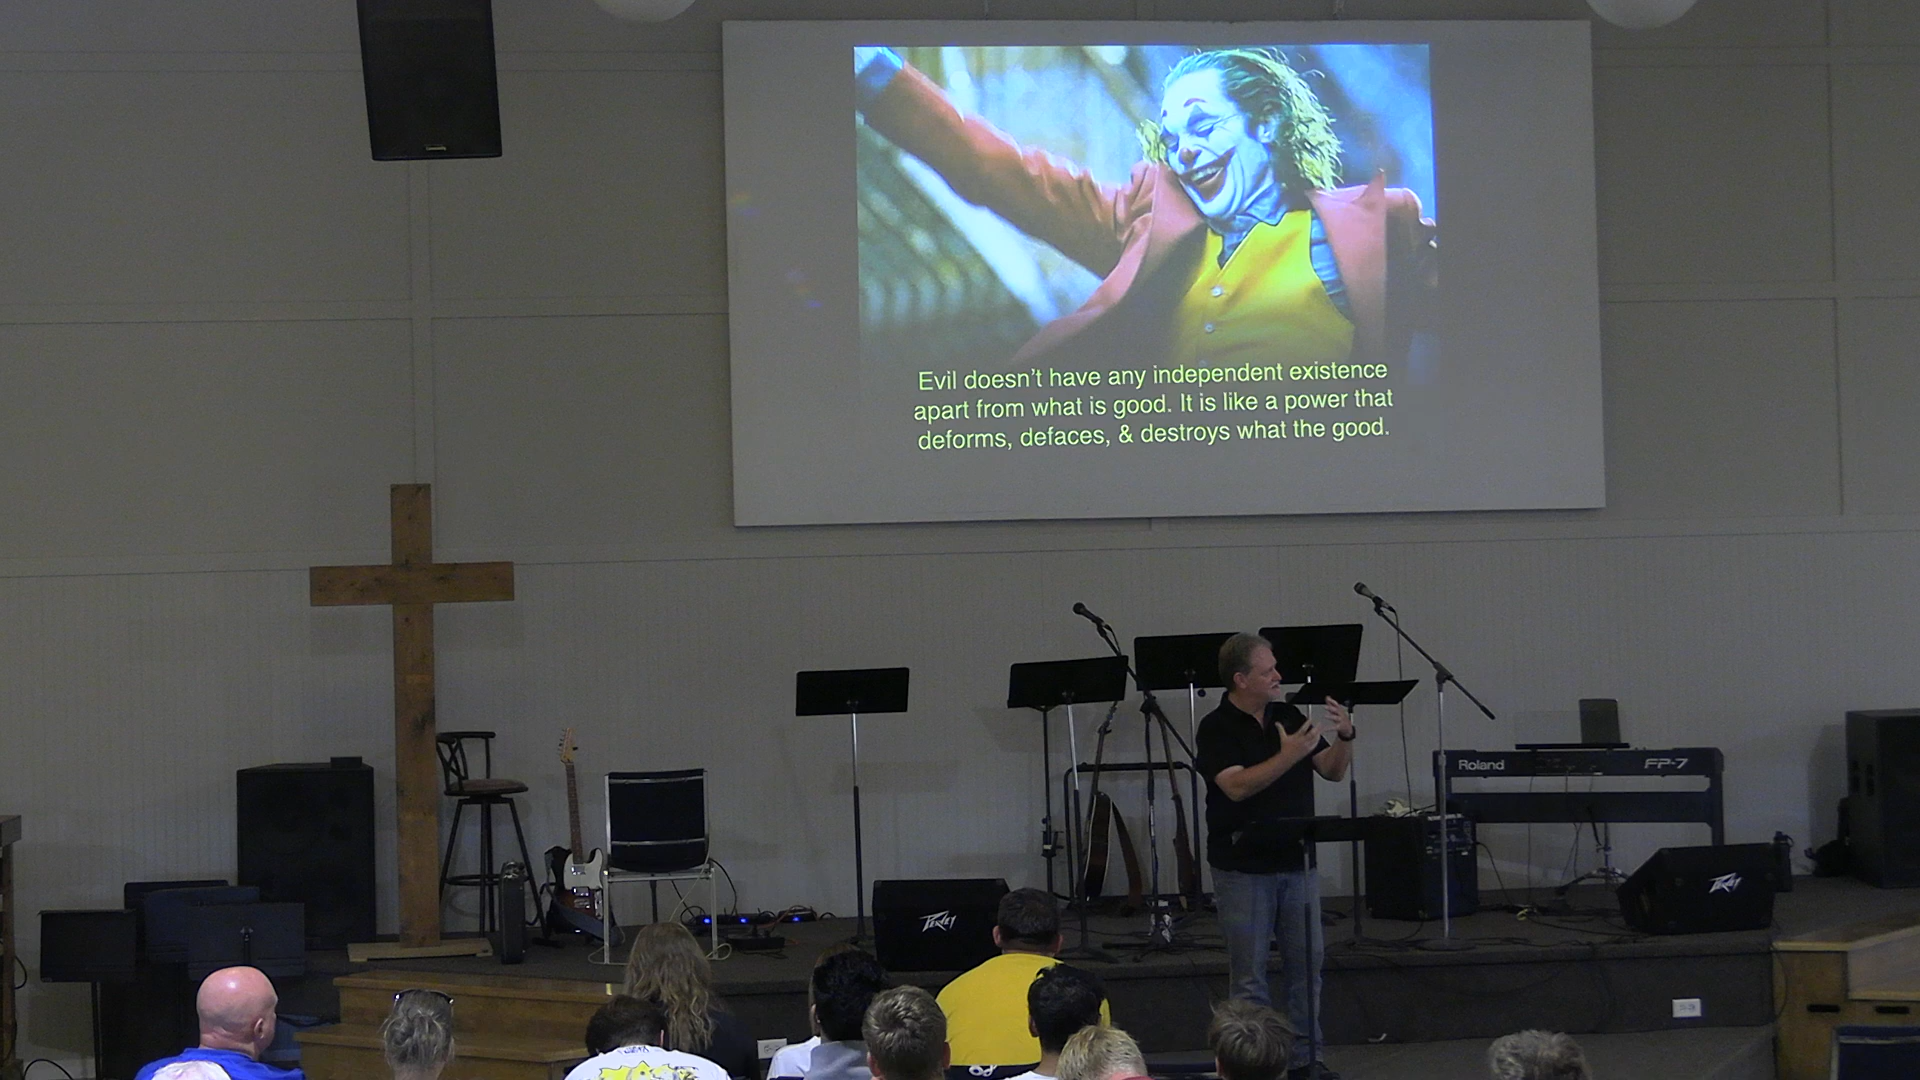 Evil doesn't have any independent existence
apart from what is good. It is like a power that
deforms, defaces, & destroys what the good.
Roland
FP-7
PEAVEY
PEAVEY